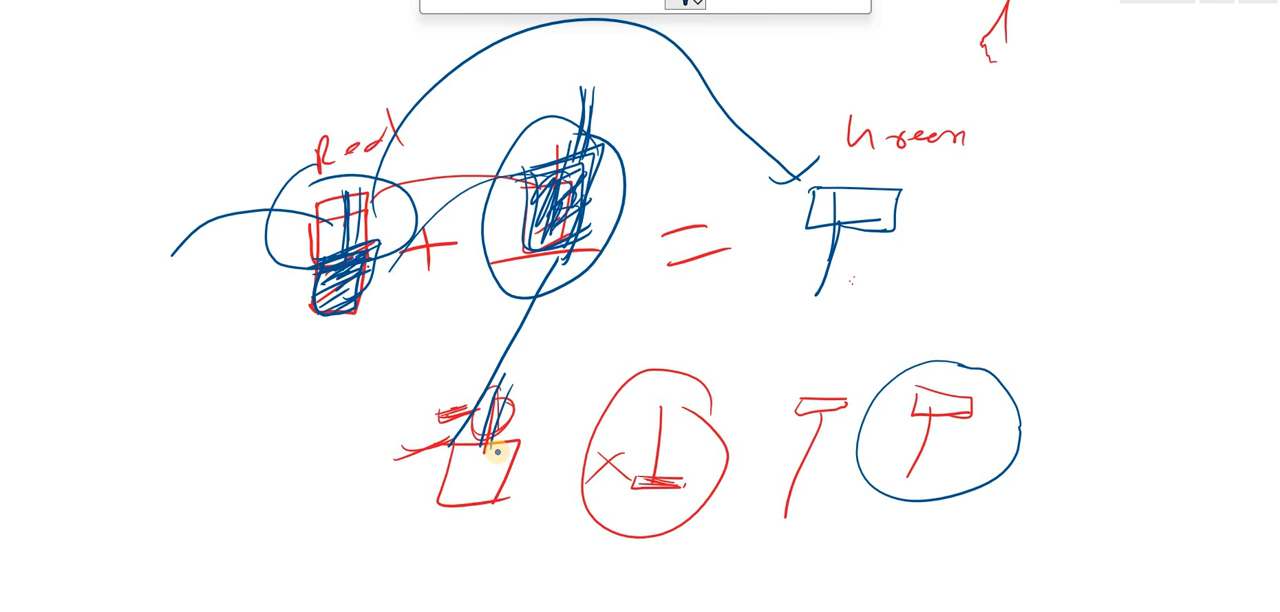 Red
+ =
Green